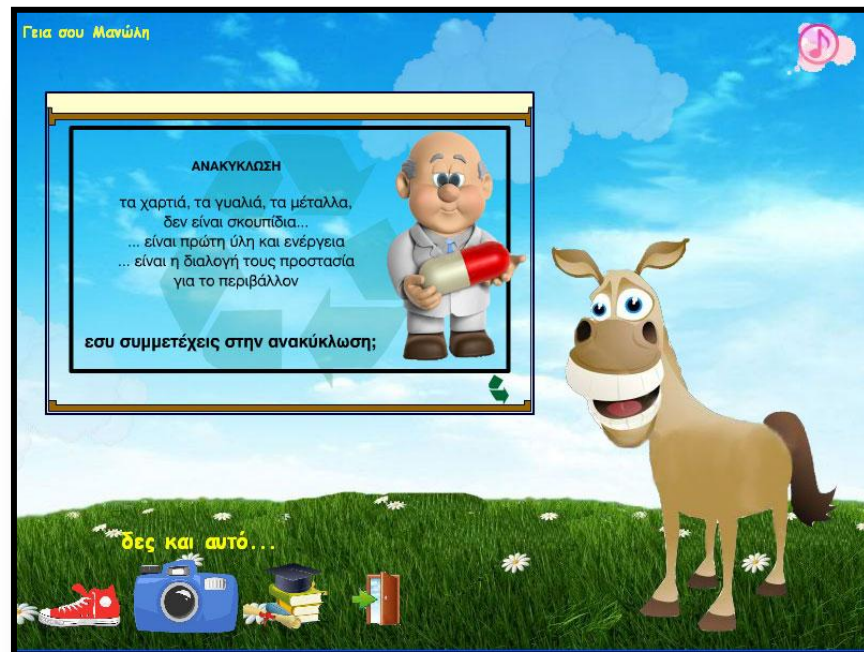 Γεια σου Μανώλη
ΑΝΑΚΥΚΛΩΣΗ
τα χαρτιά, τα γυαλιά, τα μέταλλα,
δεν είναι σκουπίδια...
... είναι πρώτη ύλη και ενέργεια
... είναι η διαλογή τους προστασία
για το περιβάλλον
εσυ συμμετέχεις στην ανακύκλωση;
δες και αυτό...